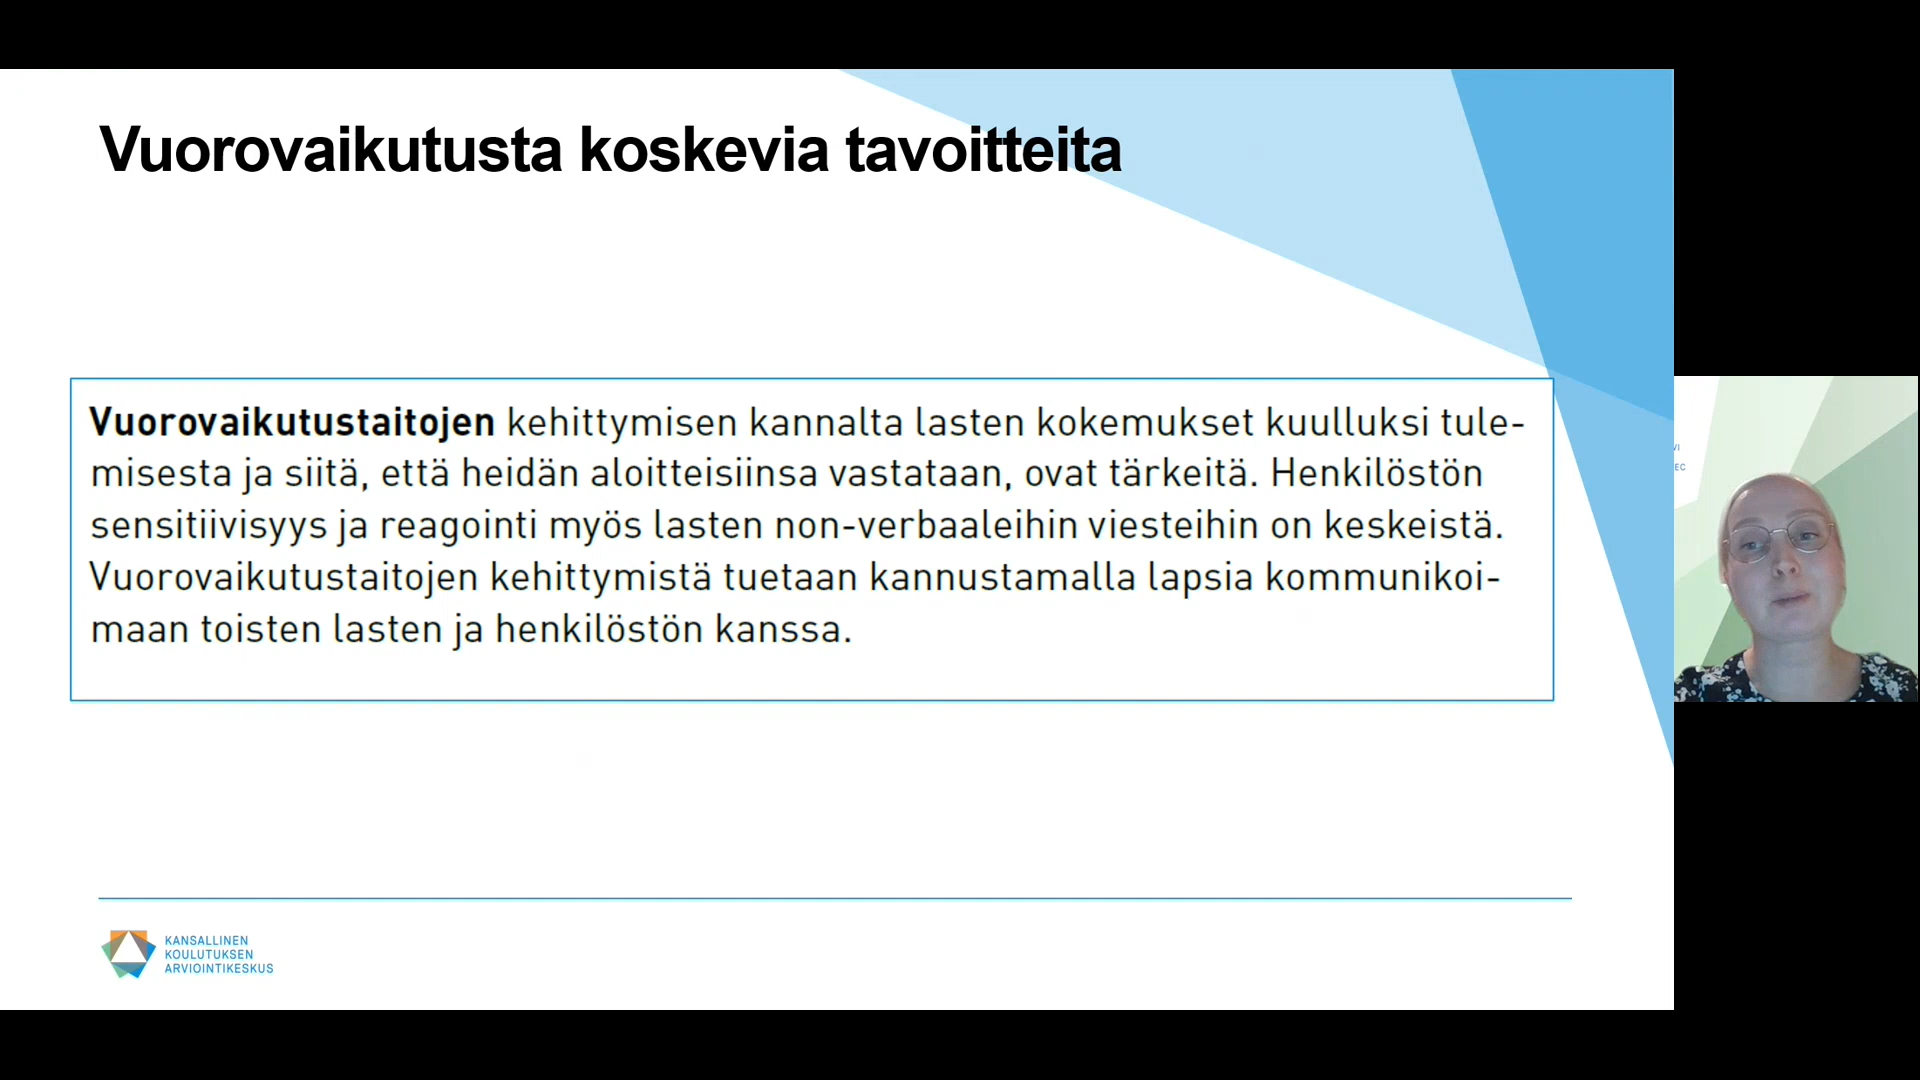 Vuorovaikutusta koskevia tavoitteita
Vuorovaikutustaitojen kehittymisen kannalta lasten kokemukset kuulluksi tule-
misesta ja siitä, että heidän aloitteisiinsa vastataan, ovat tärkeitä. Henkilöstön
sensitiivisyys ja reagointi myös lasten non-verbaaleihin viesteihin on keskeistä.
Vuorovaikutustaitojen kehittymistä tuetaan kannustamalla lapsia kommunikoi-
maan toisten lasten ja henkilöstön kanssa.
KANSALLINEN
KOULUTUKSEN
ARVIOINTIKESKUS